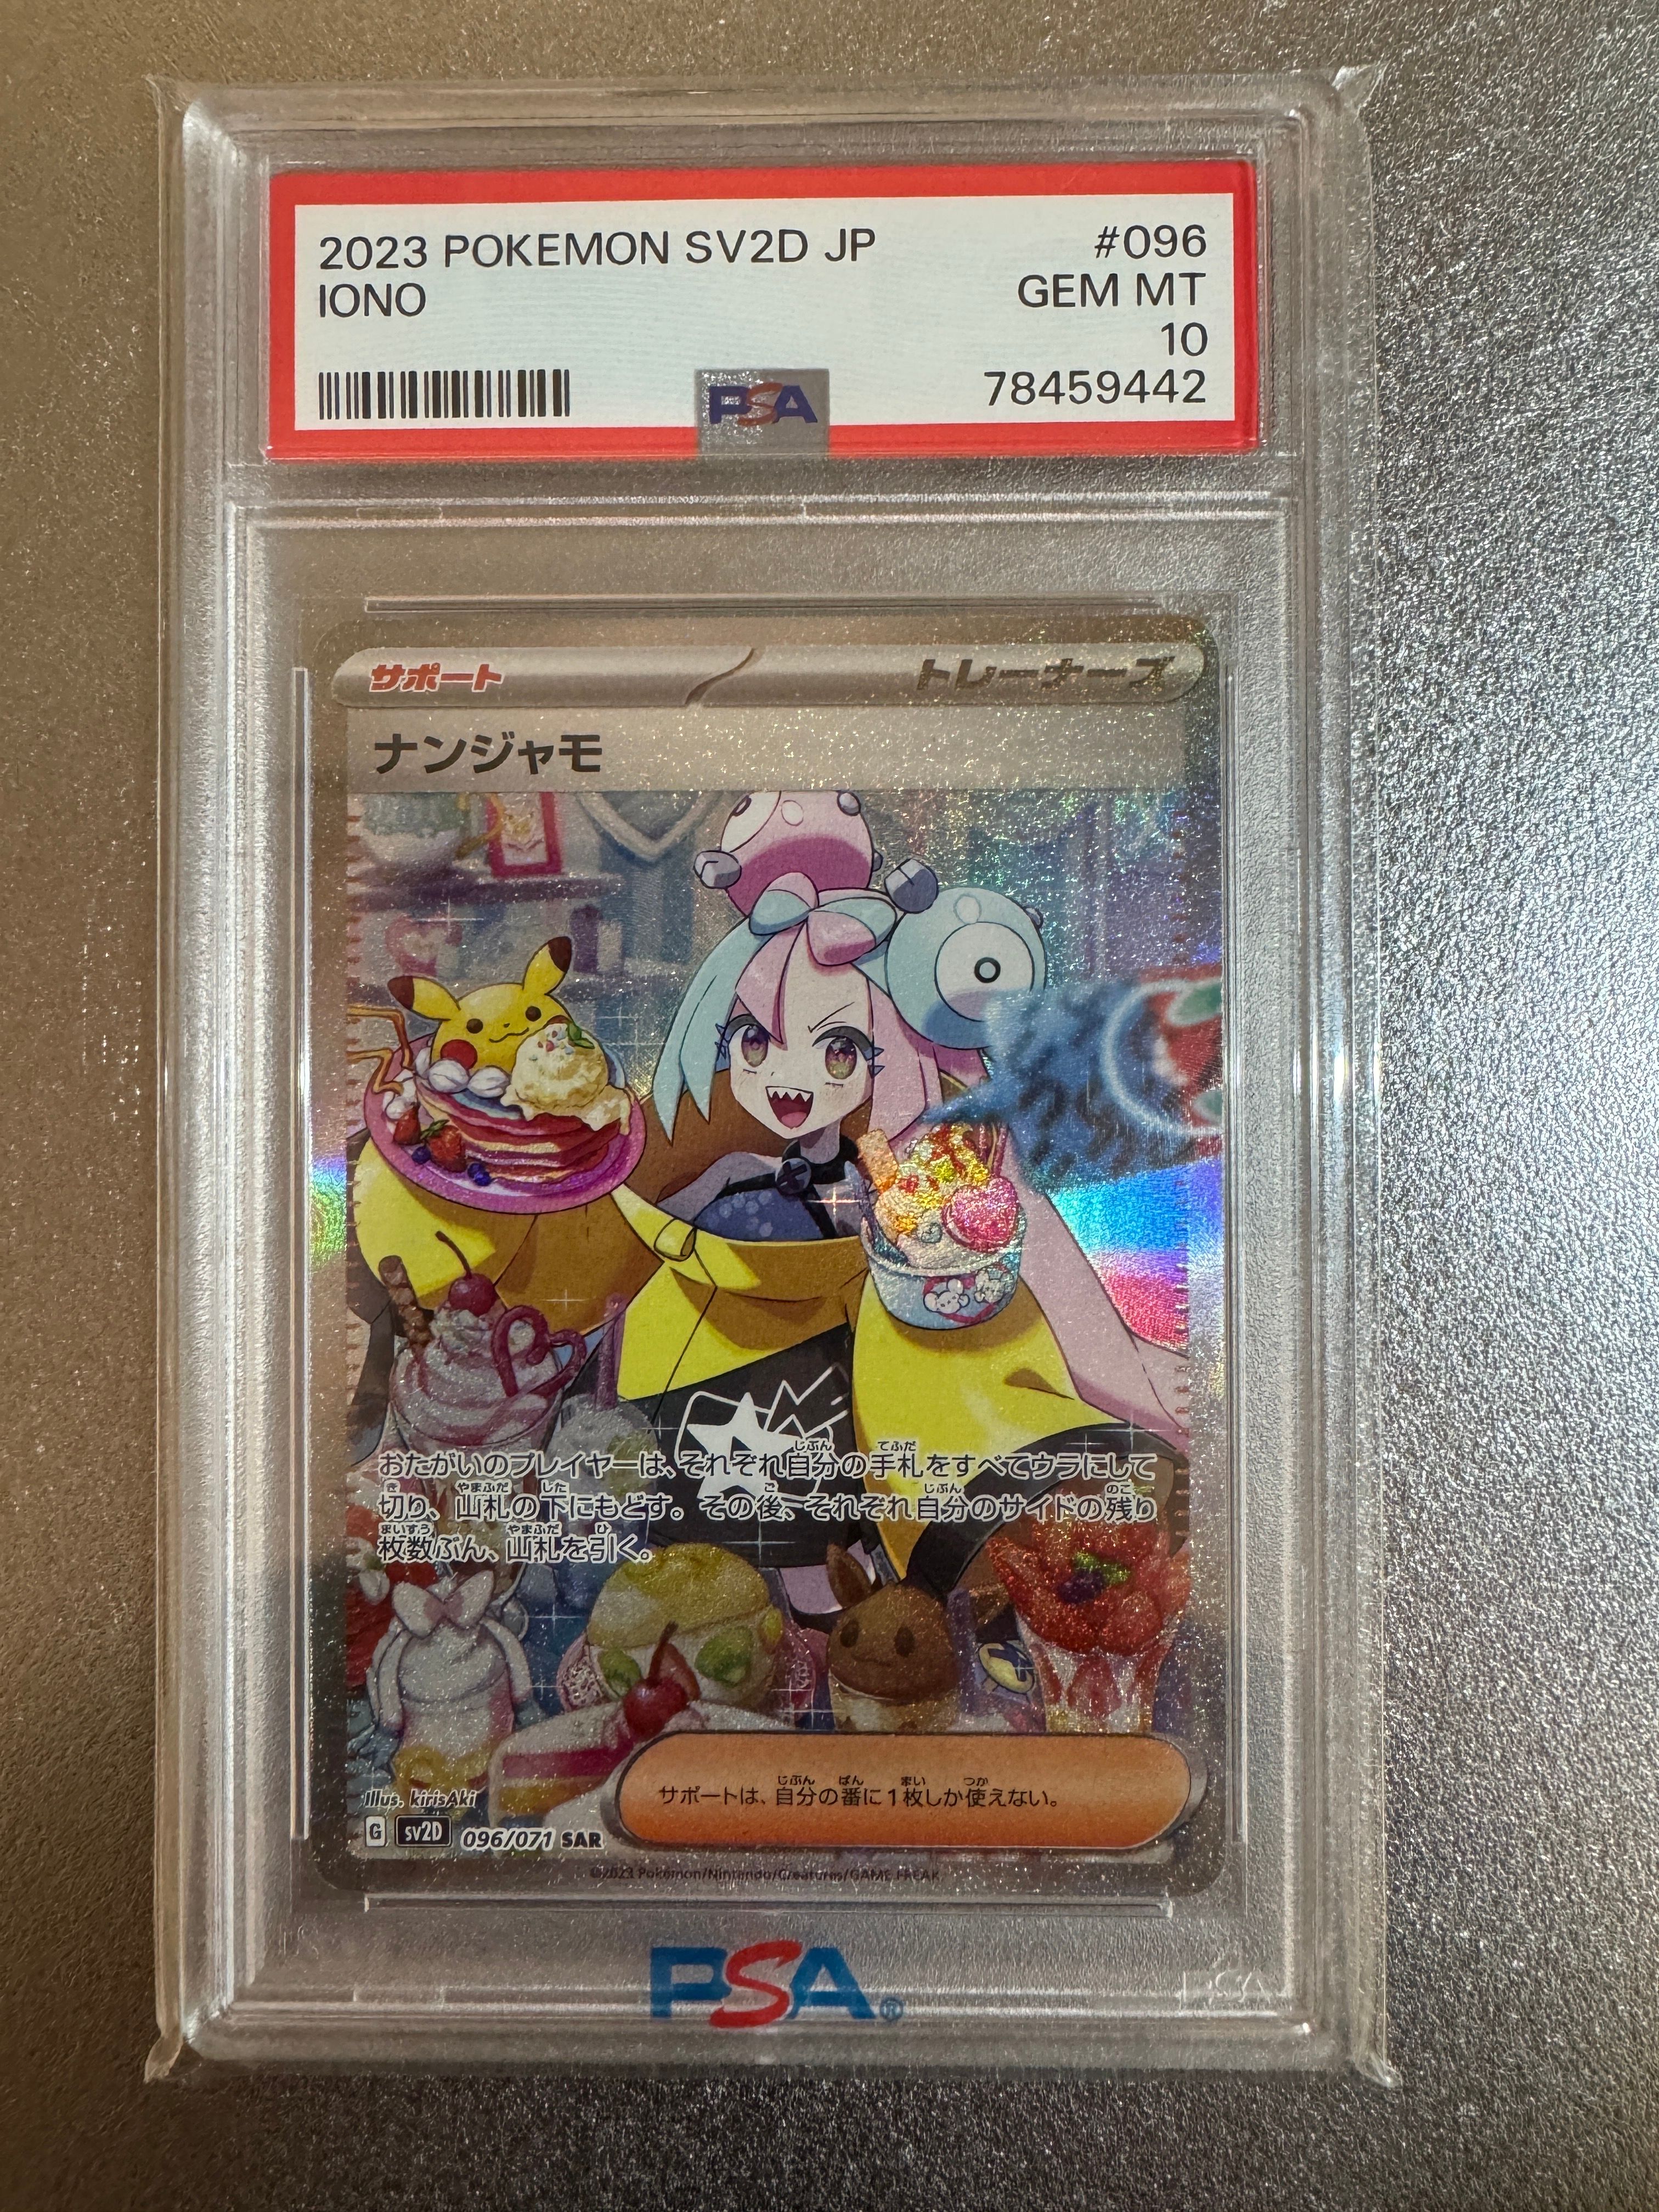 2023 POKEMON SV2D JP #096
IONO GEM MT
10
78459442
PSA
サポート トレーナーズ
ナンジャモ
おたがいのプレイヤーは、それぞれ自分の手札をすべてウラにして
切り、山札の下にもどす。その後、それぞれ自分のサイドの残り
枚数ぶん、山札を引く。
サポートは、自分の番に1枚しか使えない。
Illus. kirisAki
G sv2D 096/071 SAR
©2023 Pokémon/Nintendo/Creatures/GAME FREAK
PSA®
PSA